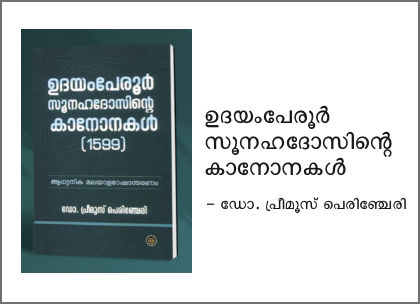 ഉദയംപേരൂർ
സൂനഹദോസിന്റെ
കാനോനകൾ
(1599)
ആധുനിക മലയാളഭാഷാന്തരണം
ഡോ. പ്രീമൂസ് പെരിഞ്ചേരി
ഉദയംപേരൂർ
സൂനഹദോസിന്റെ
കാനോനകൾ
– ഡോ. പ്രീമൂസ് പെരിഞ്ചേരി